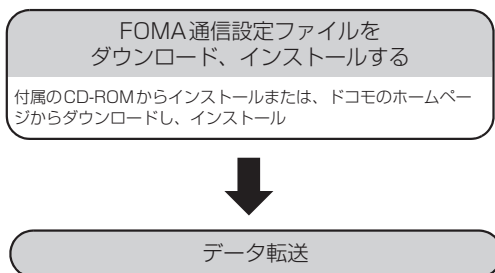 FOMA通信設定ファイルを
ダウンロード、インストールする
付属のCD-ROMからインストールまたは、ドコモのホームペー
ジからダウンロードし、インストール
データ転送